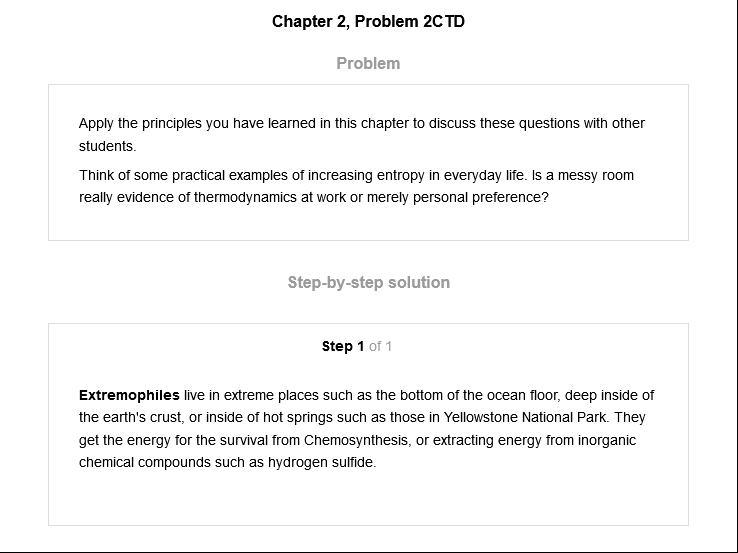 Chapter 2, Problem 2CTD
Problem
Apply the principles you have learned in this chapter to discuss these questions with other
students.
Think of some practical examples of increasing entropy in everyday life. Is a messy room
really evidence of thermodynamics at work or merely personal preference?
Step-by-step solution
Step 1 of 1
Extremophiles live in extreme places such as the bottom of the ocean floor, deep inside of
the earth's crust, or inside of hot springs such as those in Yellowstone National Park. They
get the energy for the survival from Chemosynthesis, or extracting energy from inorganic
chemical compounds such as hydrogen sulfide.